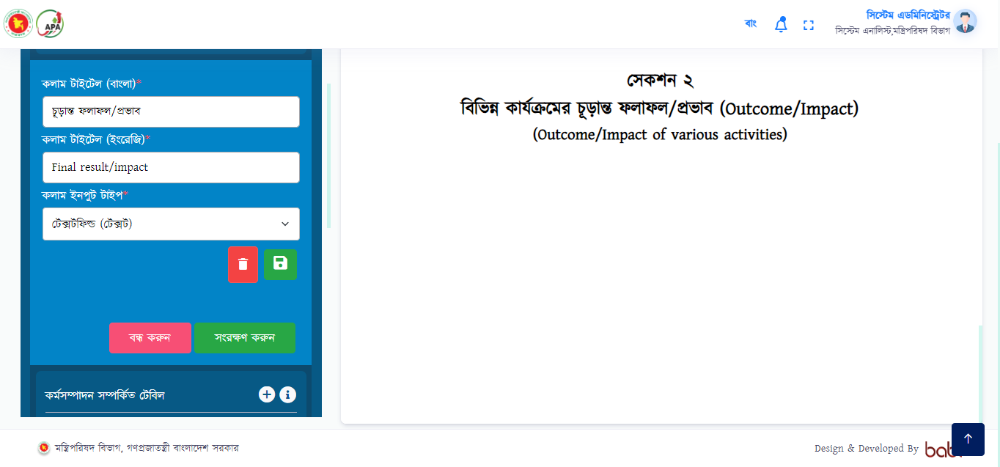 APA
বাং
সিস্টেম এডমিনিস্ট্রেটর
সিস্টেম এনালিস্ট,মন্ত্রিপরিষদ বিভাগ
কলাম টাইটেল (বাংলা)*
চূড়ান্ত ফলাফল/প্রভাব
কলাম টাইটেল (ইংরেজি)*
Final result/impact
কলাম ইনপুট টাইপ*
টেক্সটফিল্ড (টেক্সট)
বন্ধ করুন
সংরক্ষণ করুন
কর্মসম্পাদন সম্পর্কিত টেবিল
সেকশন ২
বিভিন্ন কার্যক্রমের চূড়ান্ত ফলাফল/প্রভাব (Outcome/Impact)
(Outcome/Impact of various activities)
মন্ত্রিপরিষদ বিভাগ, গণপ্রজাতন্ত্রী বাংলাদেশ সরকার
Design & Developed By